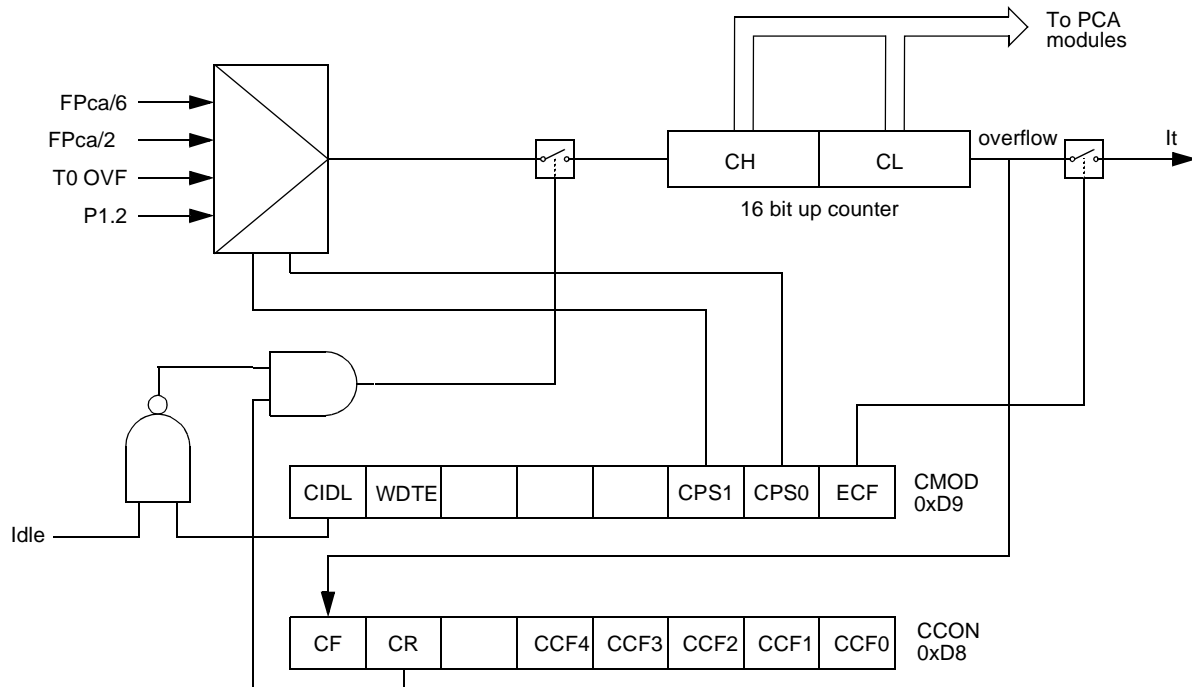 To PCA
modules
FPca/6
FPca/2
T0 OVF
P1.2
CH
CL
overflow
It
16 bit up counter
CIDL
WDTE
CPS1
CPS0
ECF
CMOD
0xD9
Idle
CF
CR
CCF4
CCF3
CCF2
CCF1
CCF0
CCON
0xD8